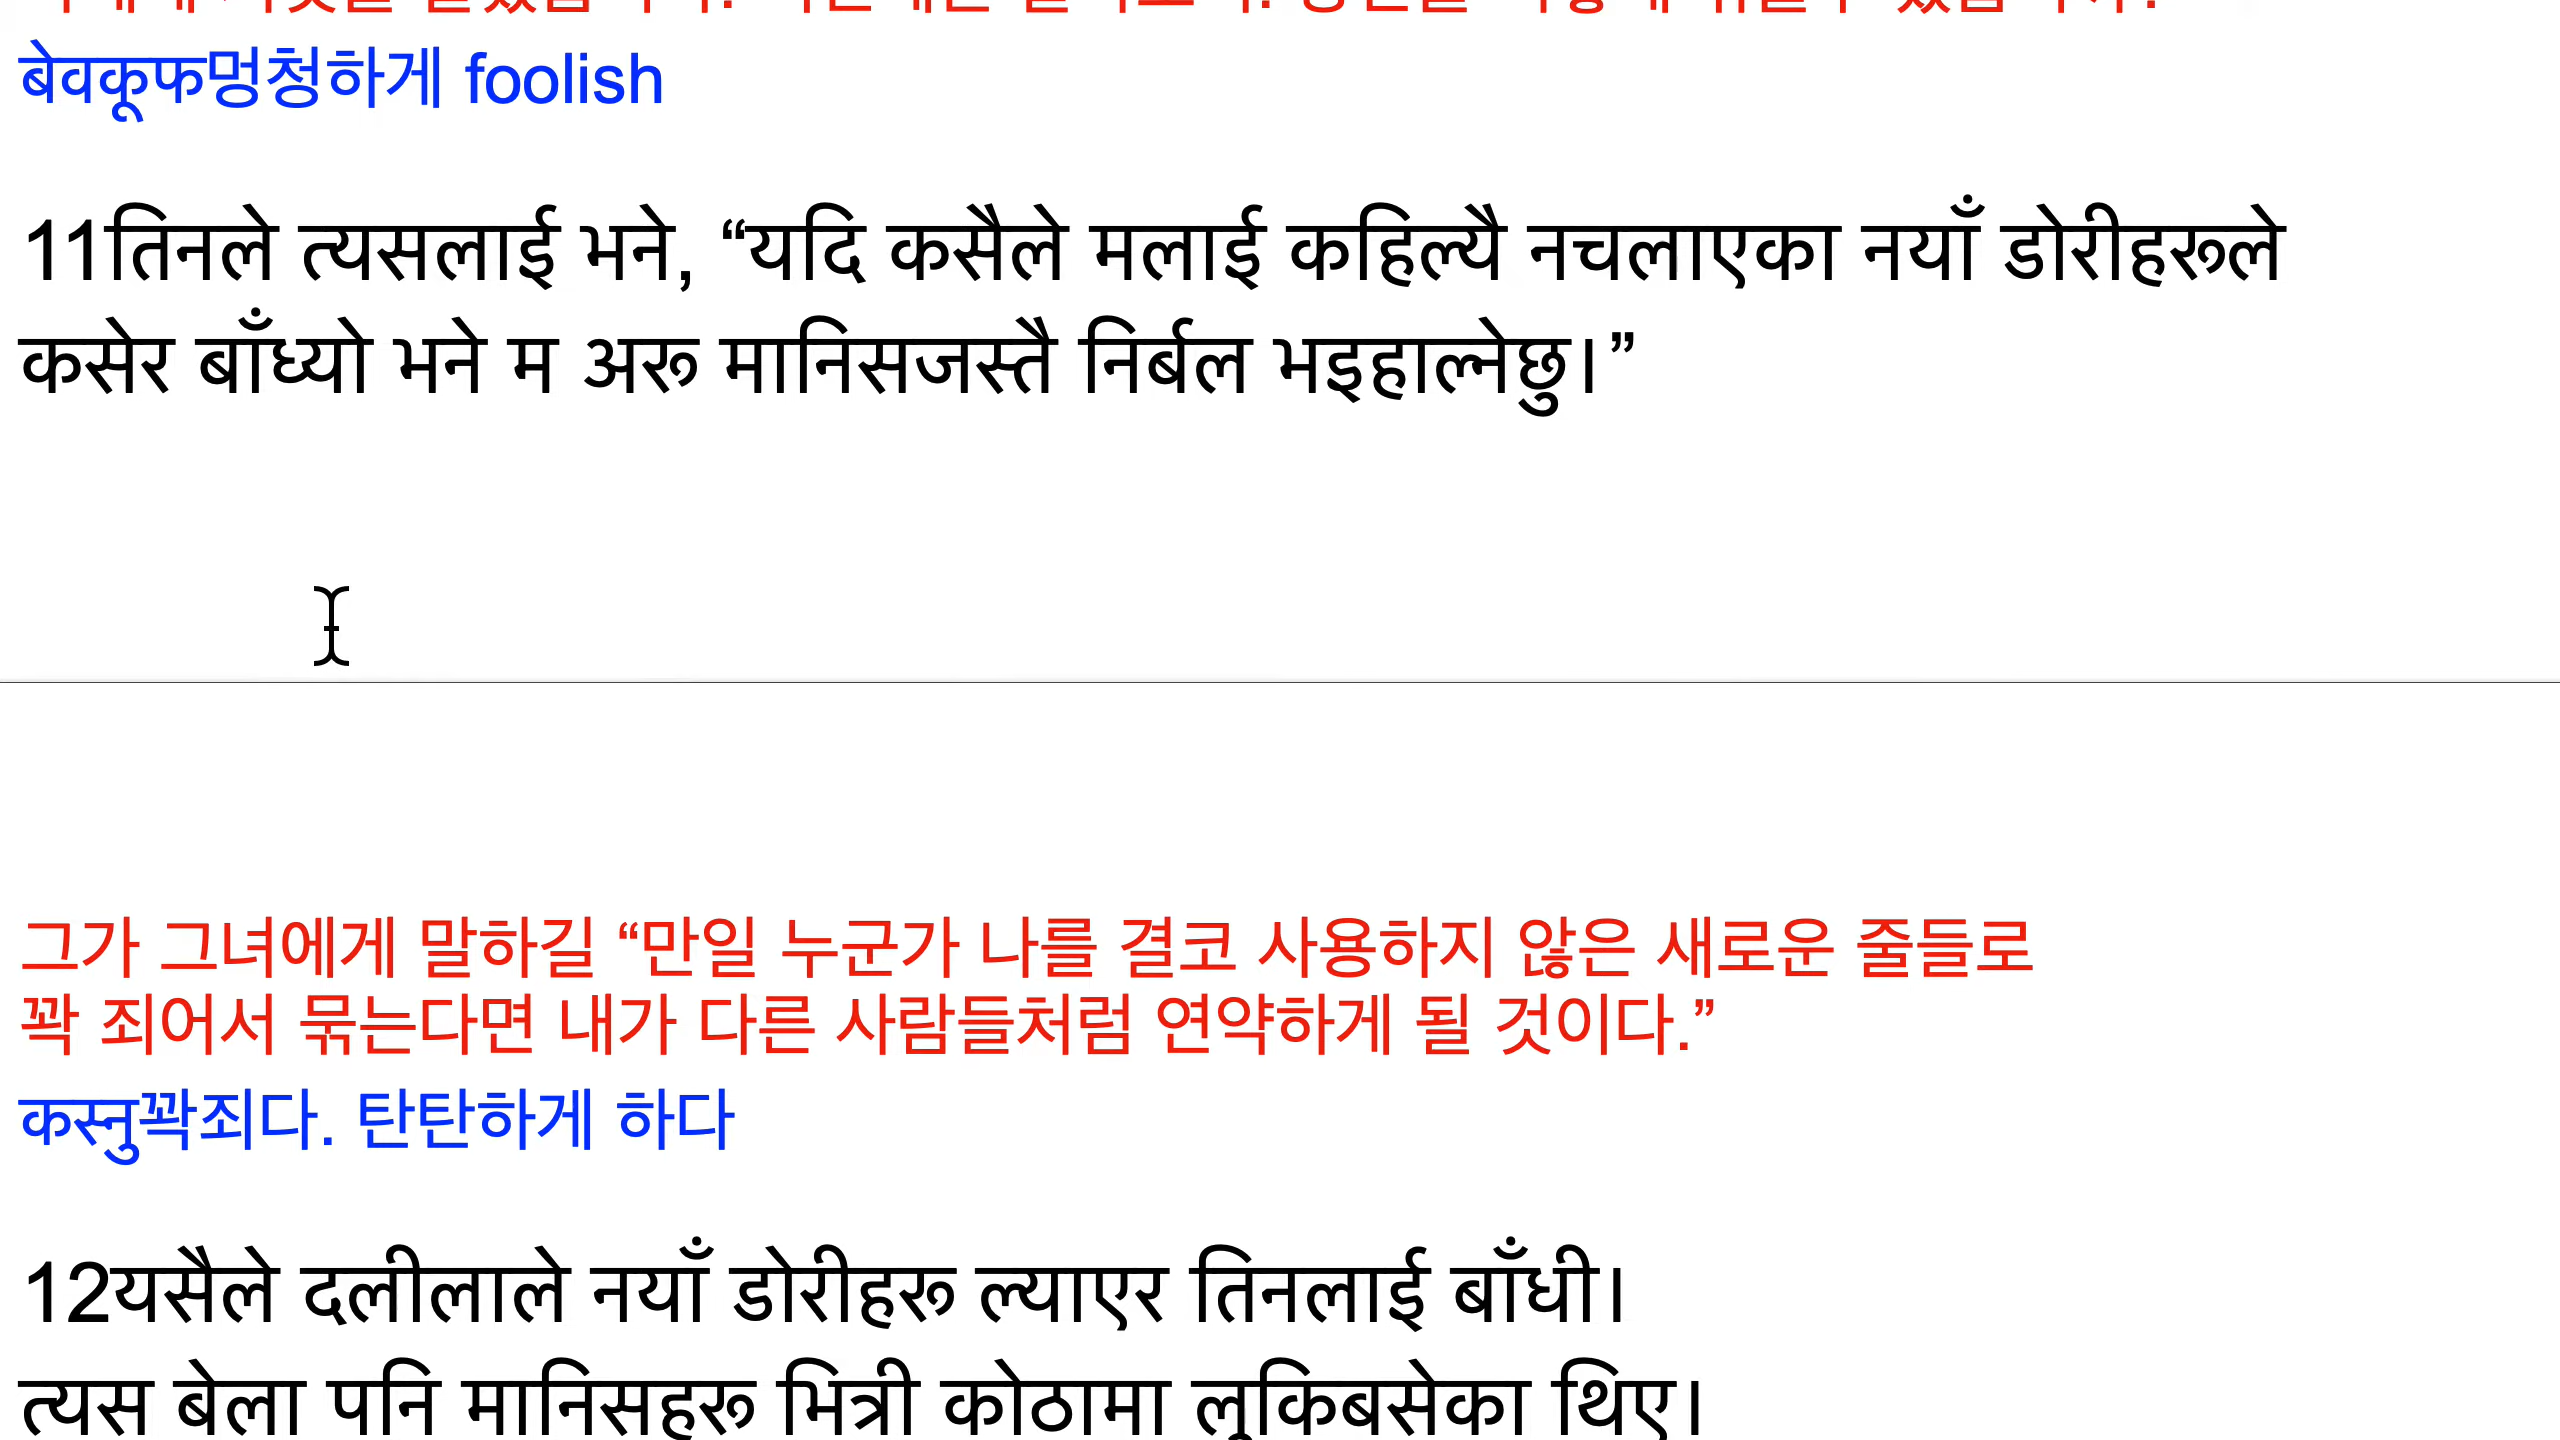 बेवकूफ멍청하게 foolish
11तिनले त्यसलाई भने, “यदि कसैले मलाई कहिल्यै नचलाएका नयाँ डोरीहरूले
कसेर बाँध्यो भने म अरू मानिसजस्तै निर्बल भइहाल्नेछु।”
그가 그녀에게 말하길 “만일 누군가 나를 결코 사용하지 않은 새로운 줄들로
꽉 죄어서 묶는다면 내가 다른 사람들처럼 연약하게 될 것이다.”
कस्नु꽉죄다. 탄탄하게 하다
12यसैले दलीलाले नयाँ डोरीहरू ल्याएर तिनलाई बाँधी।
त्यस बेला पनि मानिसहरू भित्री कोठामा लुकिबसेका थिए।